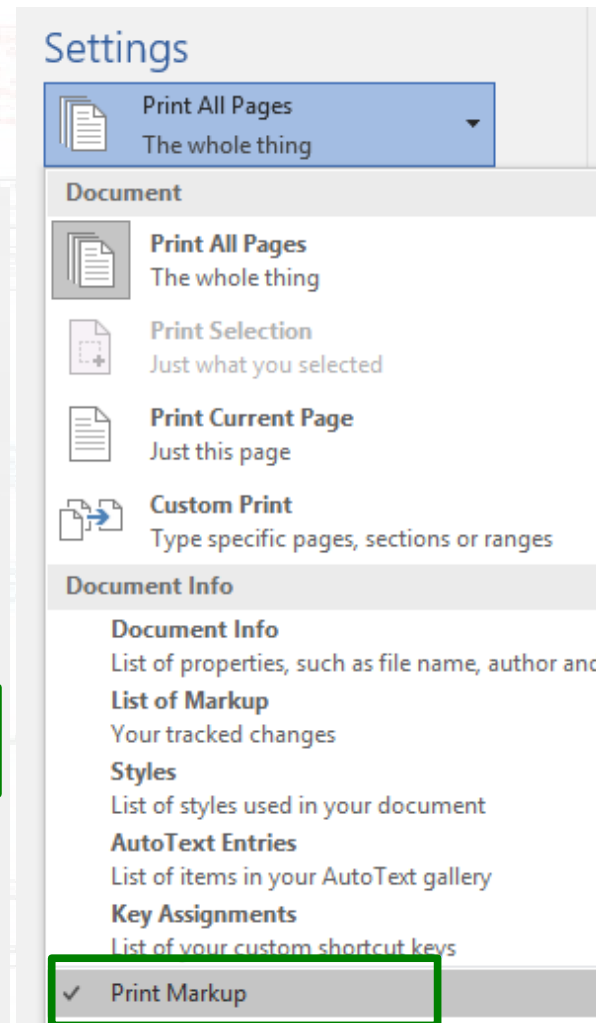 Settings
Print All Pages
The whole thing
Document
Print All Pages
The whole thing
Print Selection
Just what you selected
Print Current Page
Just this page
Custom Print
Type specific pages, sections or ranges
Document Info
Document Info
List of properties, such as file name, author and
List of Markup
Your tracked changes
Styles
List of styles used in your document
AutoText Entries
List of items in your AutoText gallery
Key Assignments
List of your custom shortcut keys
Print Markup